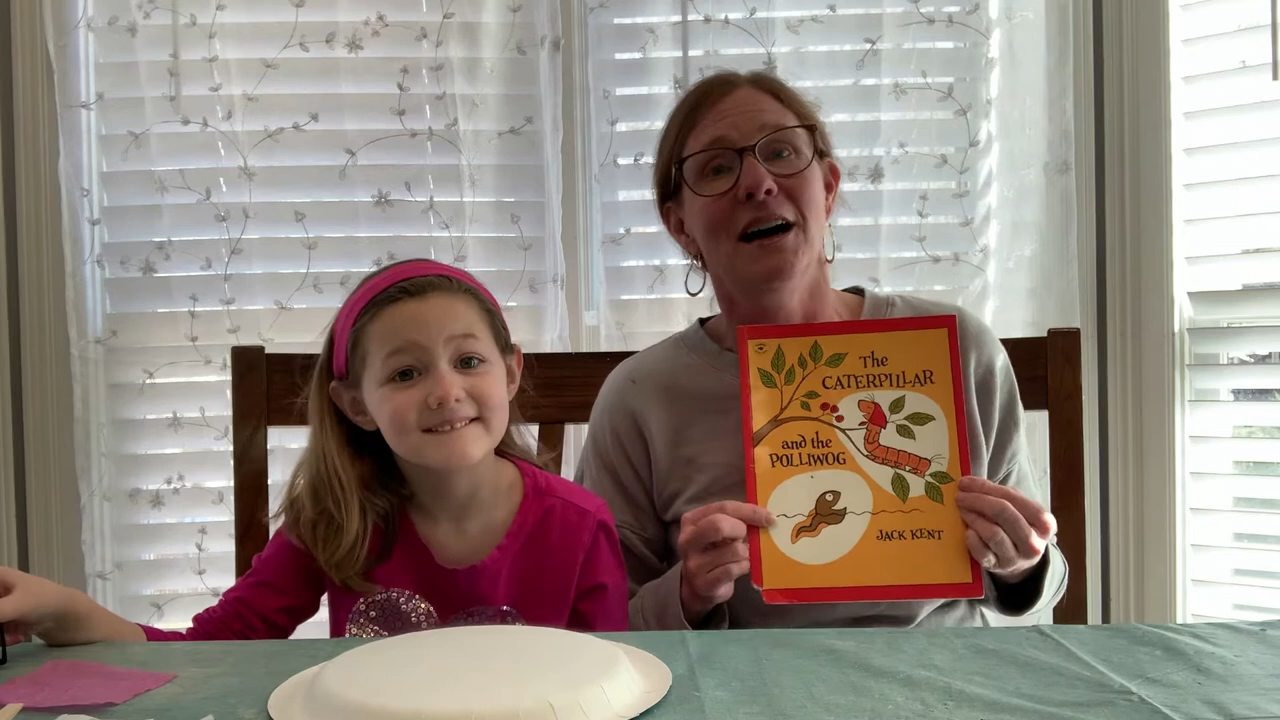 The
CATERPILLAR
and the
POLLIWOG
JACK KENT